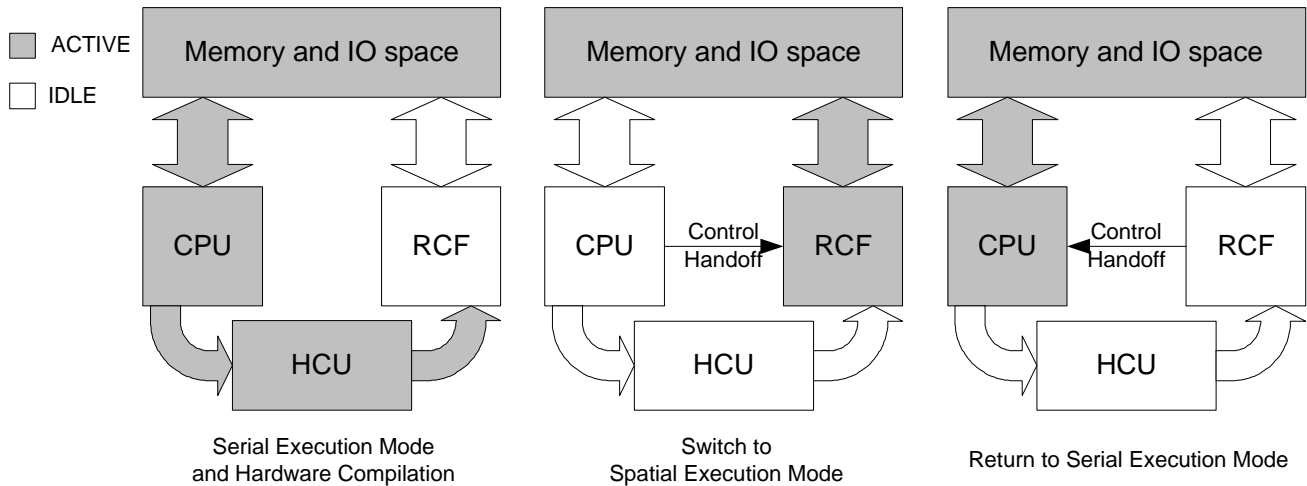 ACTIVE
IDLE
Memory and IO space
CPU
RCF
HCU
Serial Execution Mode
and Hardware Compilation
Memory and IO space
CPU
Control
Handoff
RCF
HCU
Switch to
Spatial Execution Mode
Memory and IO space
CPU
Control
Handoff
RCF
HCU
Return to Serial Execution Mode